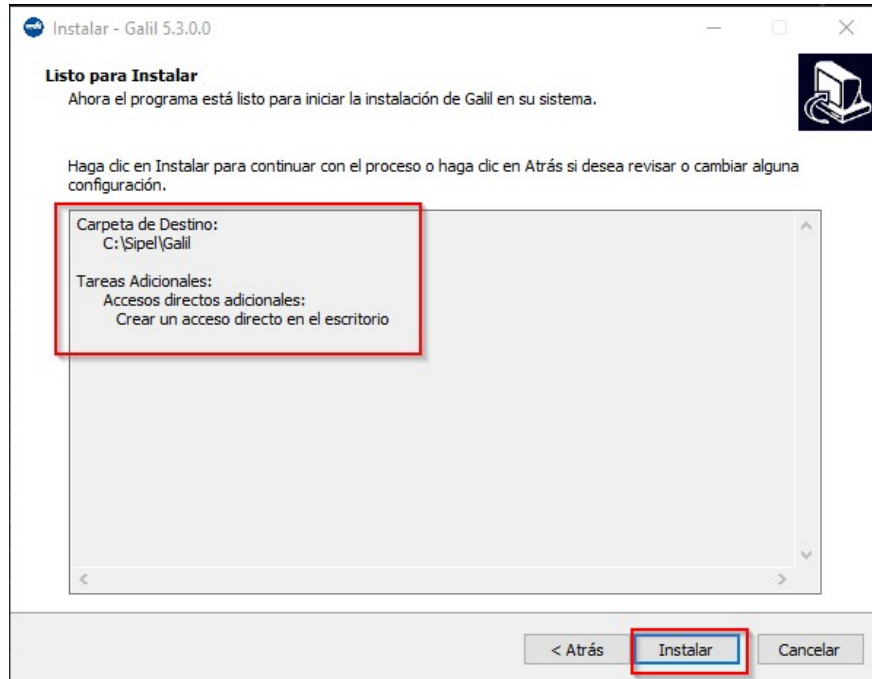 Instalar - Galil 5.3.0.0
Listo para Instalar
Ahora el programa está listo para iniciar la instalación de Galil en su sistema.
Haga clic en Instalar para continuar con el proceso o haga clic en Atrás si desea revisar o cambiar alguna
configuración.
Carpeta de Destino:
C:\Sipel\Galil
Tareas Adicionales:
Accesos directos adicionales:
Crear un acceso directo en el escritorio
< Atrás Instalar Cancelar